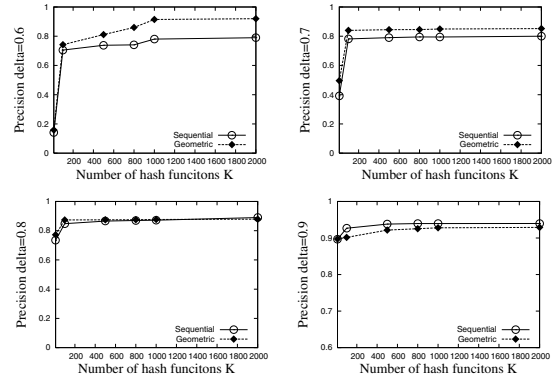 Precision delta=0.6
1
0.8
0.6
0.4
0.2
0
Sequential
Geometric
0 200 400 600 800 1000 1200 1400 1600 1800 2000
Number of hash funcitons K
Precision delta=0.7
1
0.8
0.6
0.4
0.2
0
Sequential
Geometric
0 200 400 600 800 1000 1200 1400 1600 1800 2000
Number of hash funcitons K
Precision delta=0.8
1
0.8
0.6
0.4
0.2
0
Sequential
Geometric
0 200 400 600 800 1000 1200 1400 1600 1800 2000
Number of hash funcitons K
Precision delta=0.9
1
0.9
0.8
0.7
0.6
Sequential
Geometric
0 200 400 600 800 1000 1200 1400 1600 1800 2000
Number of hash funcitons K